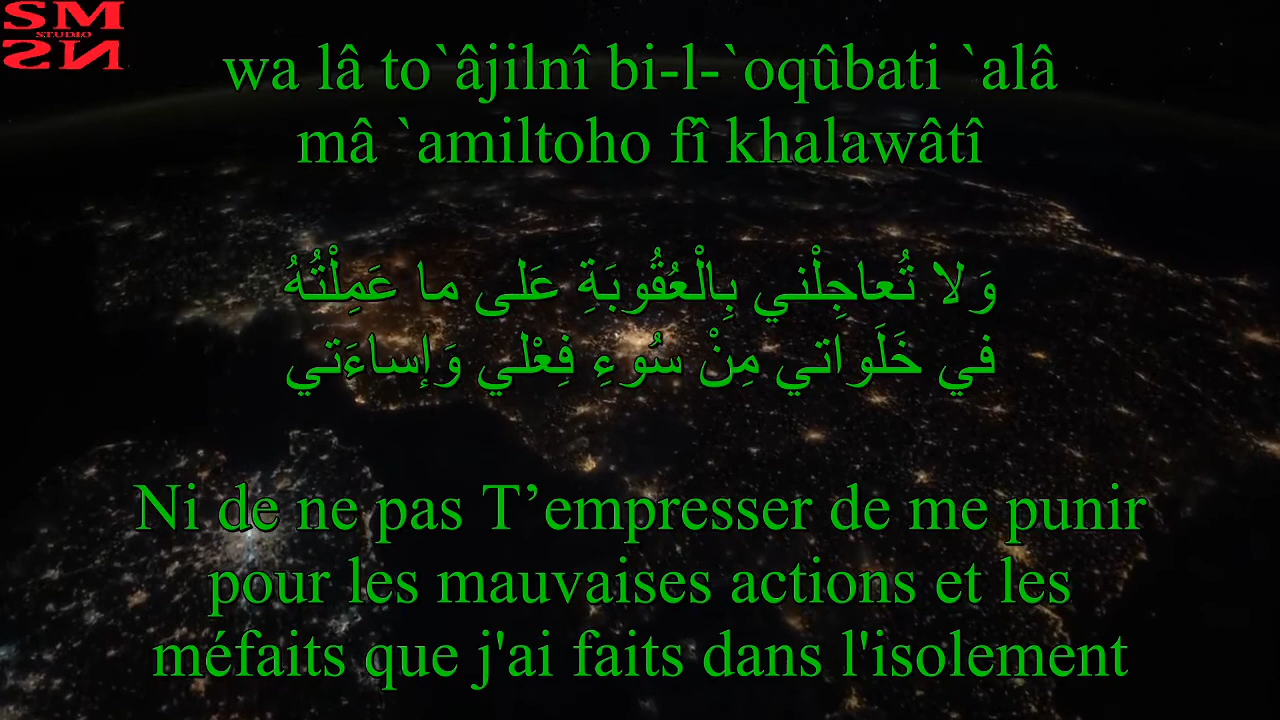 SM
STUDIO
SN
wa lâ to`âjilnî bi-l-`oqûbati `alâ
mâ `amiltoho fî khalawâtî
وَلا تُعاجِلْني بِالْعُقُوبَةِ عَلى ما عَمِلْتُهُ
في خَلَواتي مِنْ سُوءِ فِعْلي وَإساءَتي
Ni de ne pas T’empresser de me punir
pour les mauvaises actions et les
méfaits que j'ai faits dans l'isolement